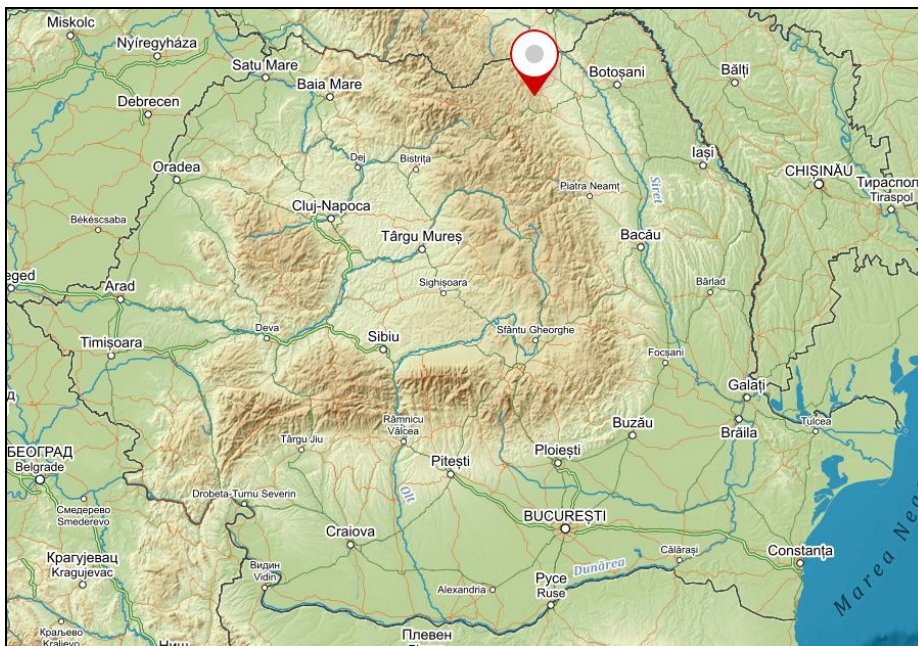 Miskolc
Nyíregyháza
Satu Mare
Baia Mare
Botoșani
Bălți
Debrecen
Iași
Dej
Bistrița
Oradea
CHIȘINĂU
Тираспол
Tiraspol
Piatra Neamț
Siret
Cluj-Napoca
Békéscsaba
Târgu Mureș
Bacău
eged
Arad
Sighișoara
Bârlad
Timișoara
Deva
Sibiu
Sfântu Gheorghe
Focșani
Galați
Râmnicu
Vâlcea
Târgu Jiu
Buzău
Brăila
Tulcea
БЕОГРАД
Belgrade
Pitești
Ploiești
Смедерево
Smederevo
Drobeta-Turnu Severin
Olt
BUCUREȘTI
Craiova
Călărași
Constanța
Крагујевац
Kragujevac
Видин
Vidin
Dunărea
Marea Nea
Alexandria
Русе
Ruse
Краљево
Плевен